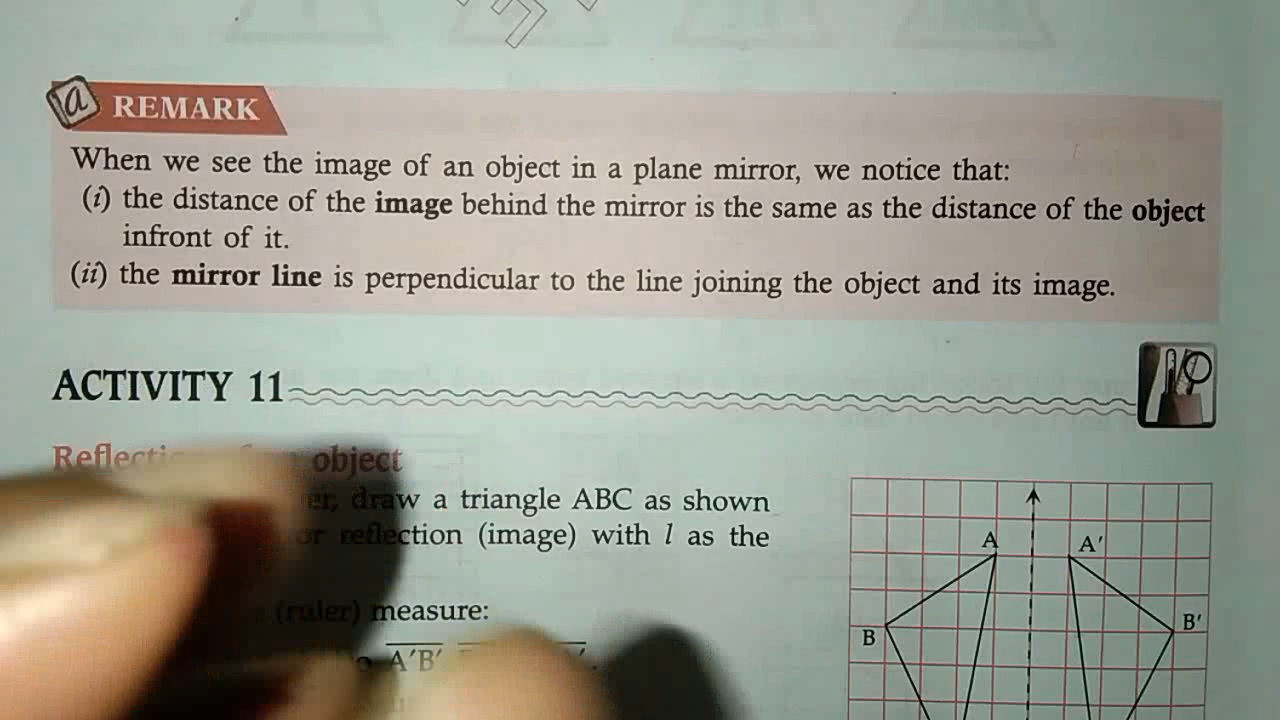 a REMARK
When we see the image of an object in a plane mirror, we notice that:
(i) the distance of the image behind the mirror is the same as the distance of the object
infront of it.
(ii) the mirror line is perpendicular to the line joining the object and its image.
ACTIVITY 11
object
draw a triangle ABC as shown
reflection (image) with l as the
(ruler) measure:
A'B'
A A'
B B'